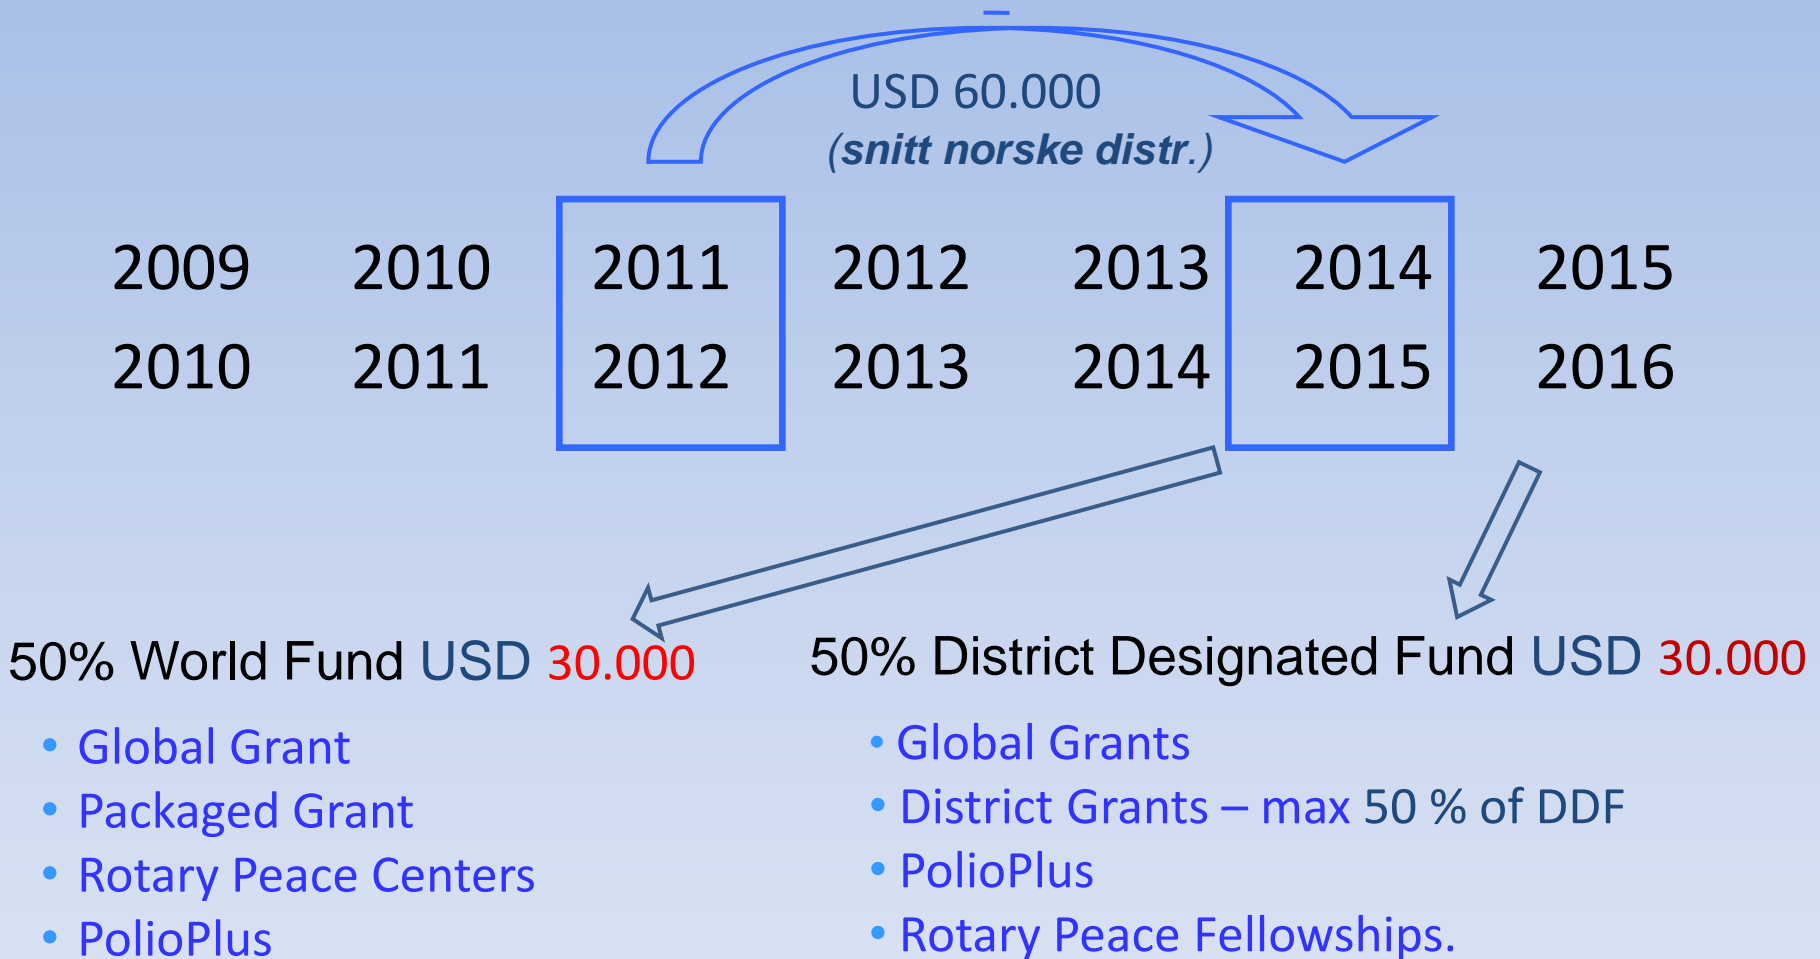 USD 60.000
(snitt norske distr.)
2009 2010 2011 2012 2013 2014 2015
2010 2011 2012 2013 2014 2015 2016
50% World Fund USD 30.000
• Global Grant
• Packaged Grant
• Rotary Peace Centers
• PolioPlus
50% District Designated Fund USD 30.000
• Global Grants
• District Grants – max 50 % of DDF
• PolioPlus
• Rotary Peace Fellowships.